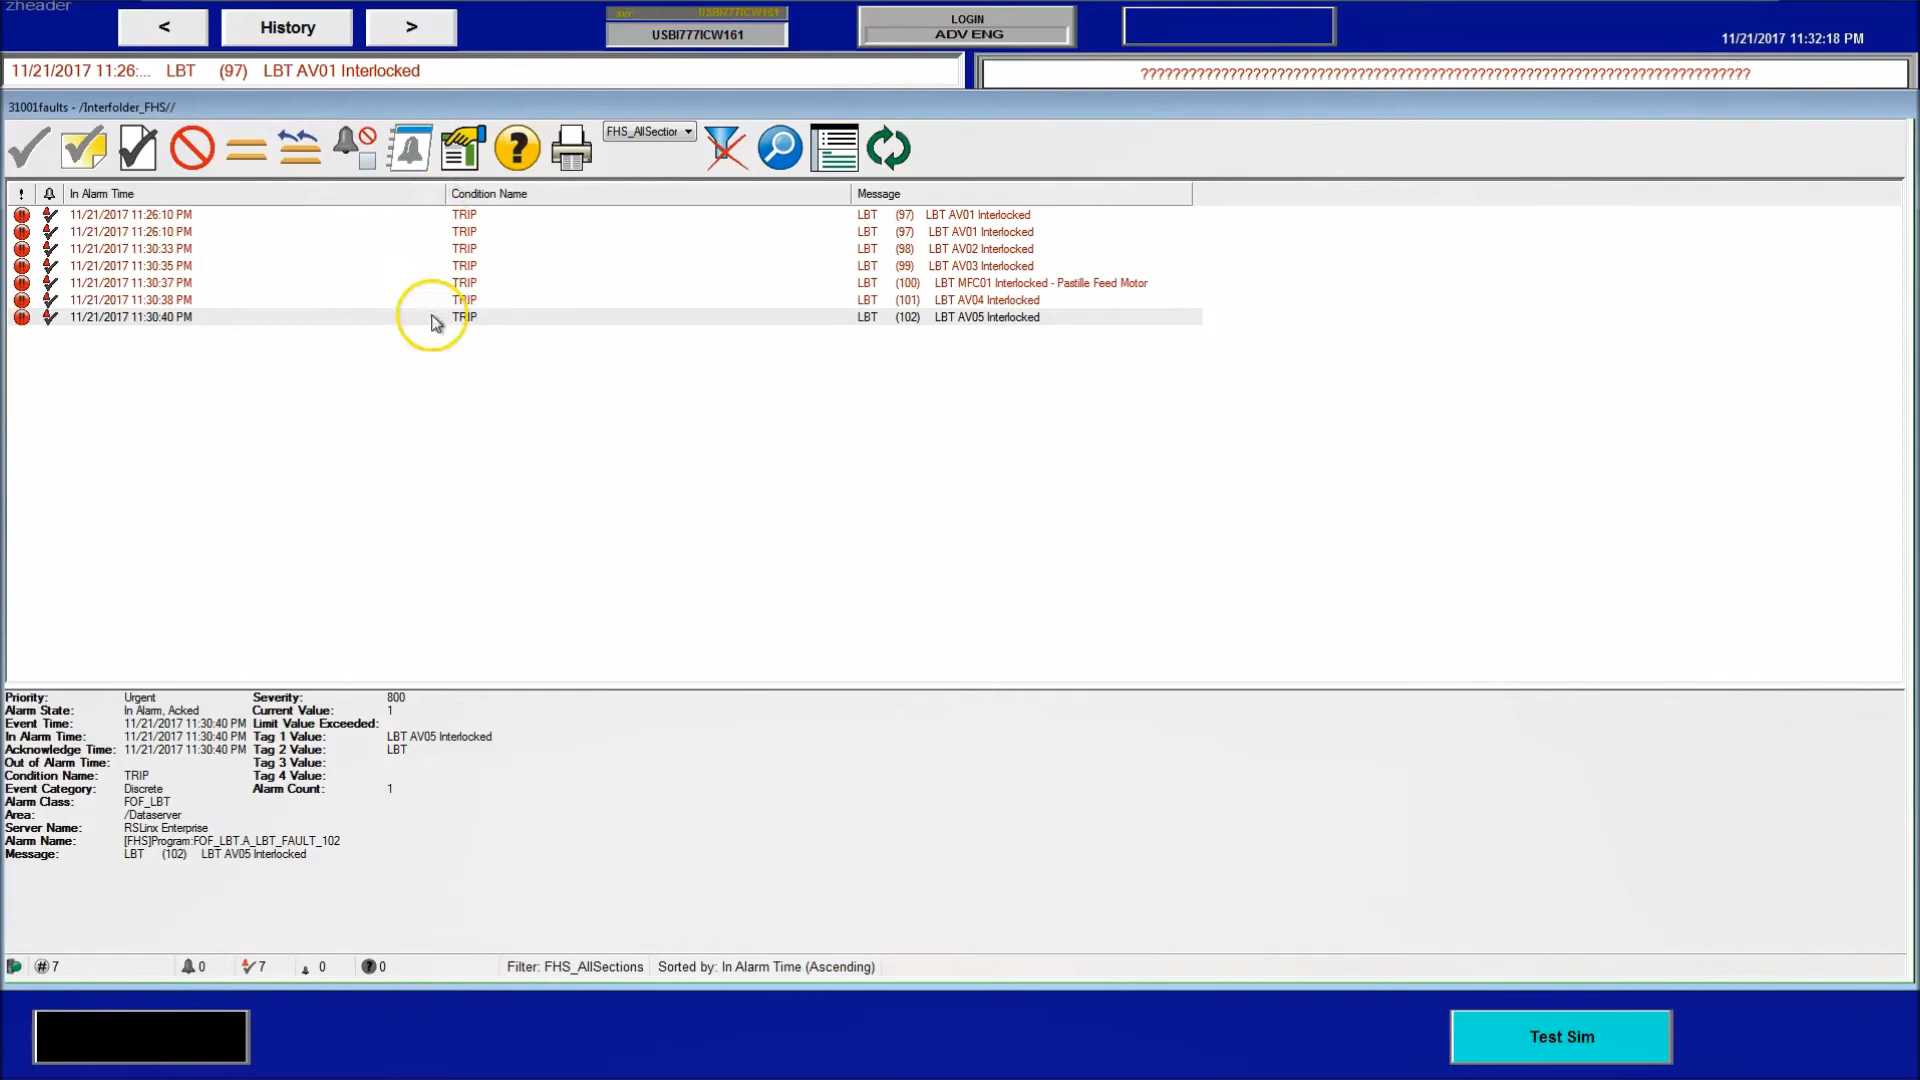 zheader
< History >
svr USBI777ICW161
USBI777ICW161
LOGIN
ADV ENG
11/21/2017 11:32:18 PM
11/21/2017 11:26:... LBT (97) LBT AV01 Interlocked
31001faults - /Interfolder_FHS//
FHS_AllSection
! In Alarm Time Condition Name Message
11/21/2017 11:26:10 PM TRIP LBT (97) LBT AV01 Interlocked
11/21/2017 11:26:10 PM TRIP LBT (97) LBT AV01 Interlocked
11/21/2017 11:30:33 PM TRIP LBT (98) LBT AV02 Interlocked
11/21/2017 11:30:35 PM TRIP LBT (99) LBT AV03 Interlocked
11/21/2017 11:30:37 PM TRIP LBT (100) LBT MFC01 Interlocked - Pastille Feed Motor
11/21/2017 11:30:38 PM TRIP LBT (101) LBT AV04 Interlocked
11/21/2017 11:30:40 PM TRIP LBT (102) LBT AV05 Interlocked
Priority: Urgent Severity: 800
Alarm State: In Alarm, Acked Current Value: 1
Event Time: 11/21/2017 11:30:40 PM Limit Value Exceeded:
In Alarm Time: 11/21/2017 11:30:40 PM Tag 1 Value: LBT AV05 Interlocked
Acknowledge Time: 11/21/2017 11:30:40 PM Tag 2 Value: LBT
Out of Alarm Time: Tag 3 Value:
Condition Name: TRIP Tag 4 Value:
Event Category: Discrete Alarm Count: 1
Alarm Class: FOF_LBT
Area: /Dataserver
Server Name: RSLinx Enterprise
Alarm Name: [FHS]Program:FOF_LBT.A_LBT_FAULT_102
Message: LBT (102) LBT AV05 Interlocked
# 7 0 7 0 ? 0 Filter: FHS_AllSections Sorted by: In Alarm Time (Ascending)
Test Sim